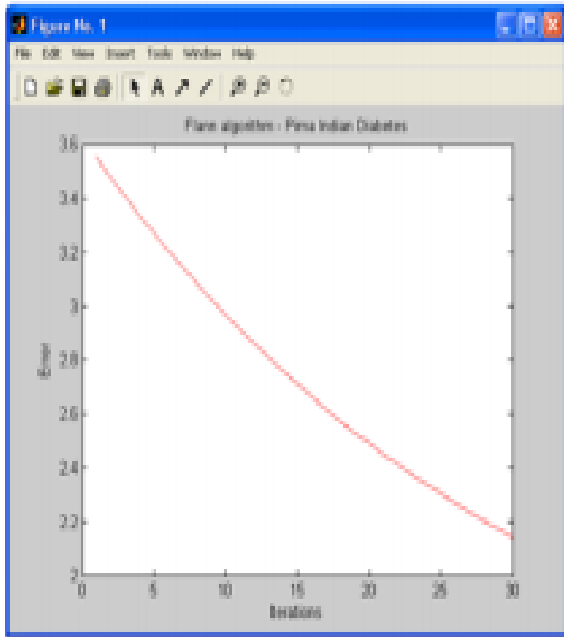 Figure No. 1
File Edit View Insert Tools Window Help
A
Flann algorithm - Pima Indian Diabetes
3.6
3.4
3.2
3
2.8
2.6
2.4
2.2
2
Error
0 5 10 15 20 25 30
Iterations